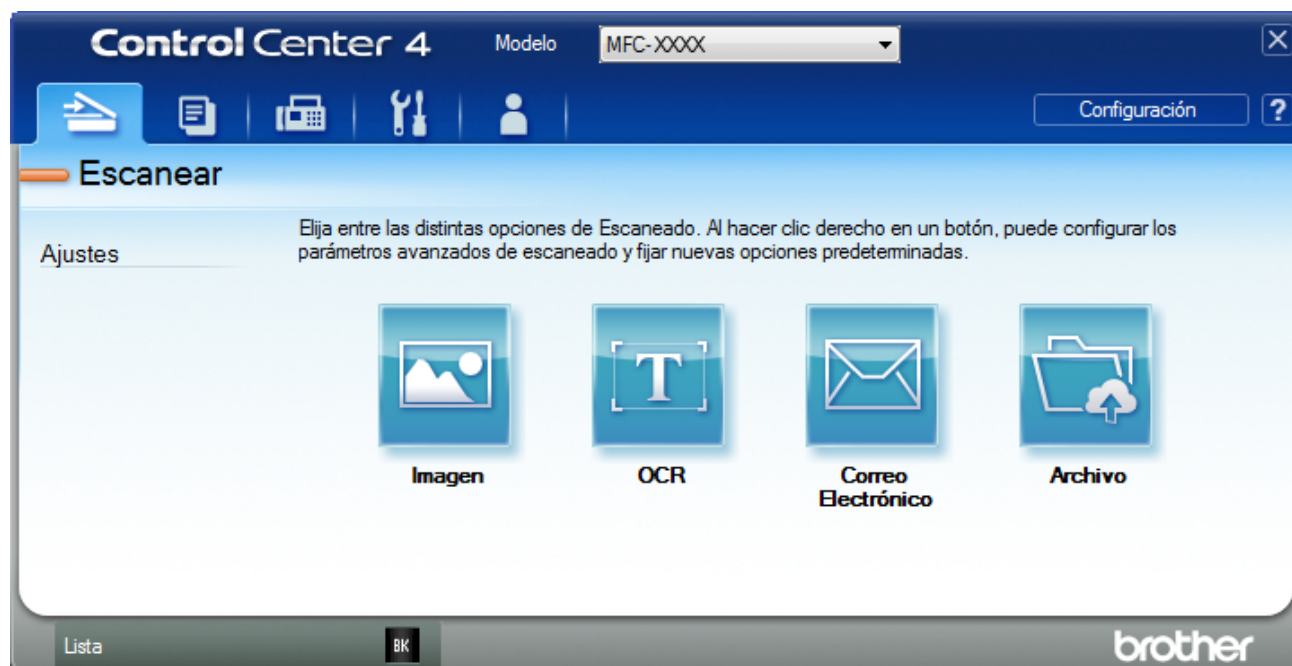 Control Center 4
Modelo
MFC-XXXX
Configuración
?
Escanear
Ajustes
Elija entre las distintas opciones de Escaneado. Al hacer clic derecho en un botón, puede configurar los
parámetros avanzados de escaneado y fijar nuevas opciones predeterminadas.
T
Imagen
OCR
Correo
Electrónico
Archivo
Lista
BK
brother